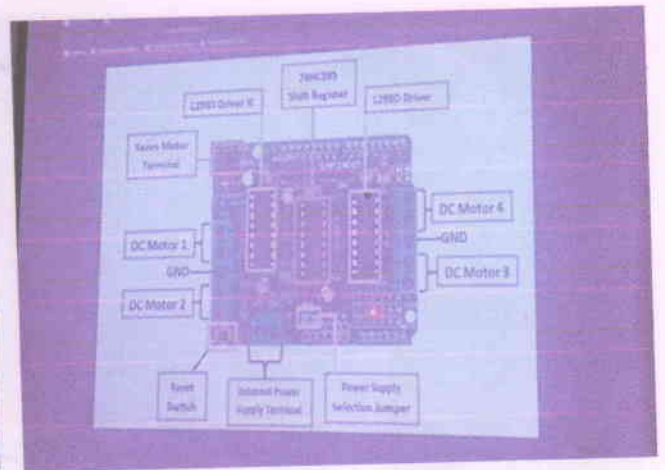 74HC595
Shift Register
L293D Driver IC
L293D Driver
Servo Motor
Terminal
DC Motor 4
DC Motor 1
GND
GND
DC Motor 3
DC Motor 2
Reset
Switch
External Power
Supply Terminal
Power Supply
Selection Jumper